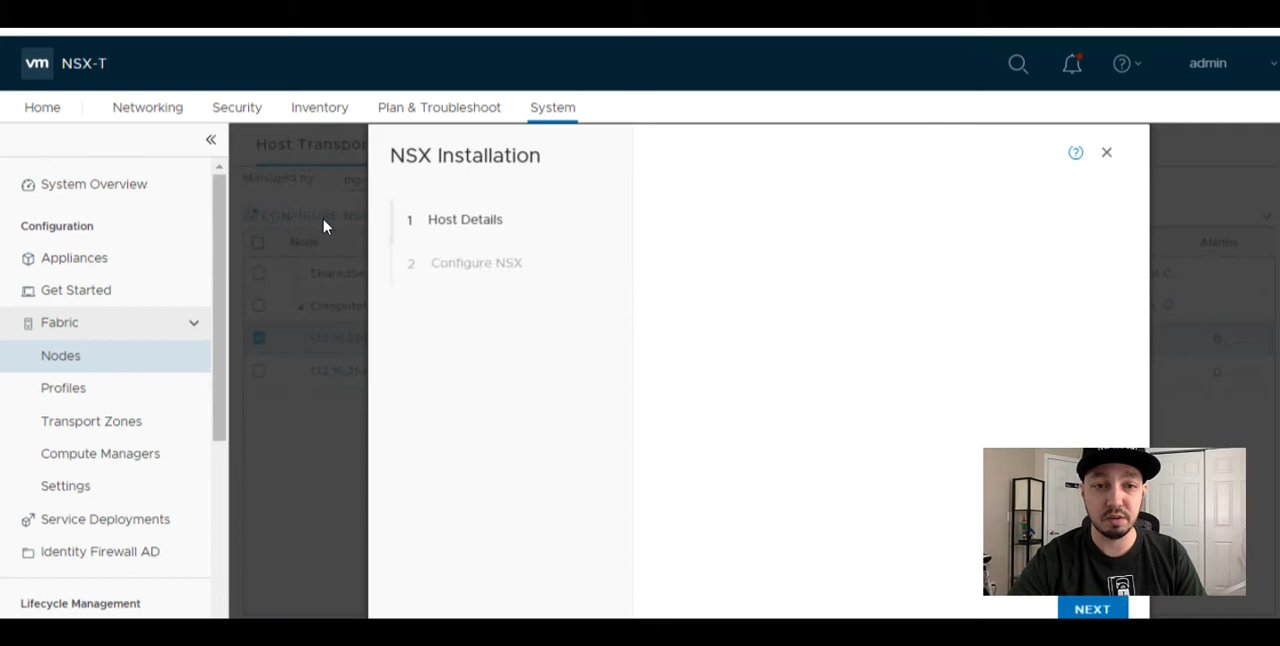 vm NSX-T
admin
Home Networking Security Inventory Plan & Troubleshoot System
Host Transpor
NSX Installation
Managed by
System Overview
CONFIGURE NS
1 Host Details
Configuration
Node
Alarms
Appliances
2 Configure NSX
Get Started
Fabric
Nodes
Profiles
Transport Zones
Compute Managers
Settings
Service Deployments
Identity Firewall AD
Lifecycle Management
NEXT